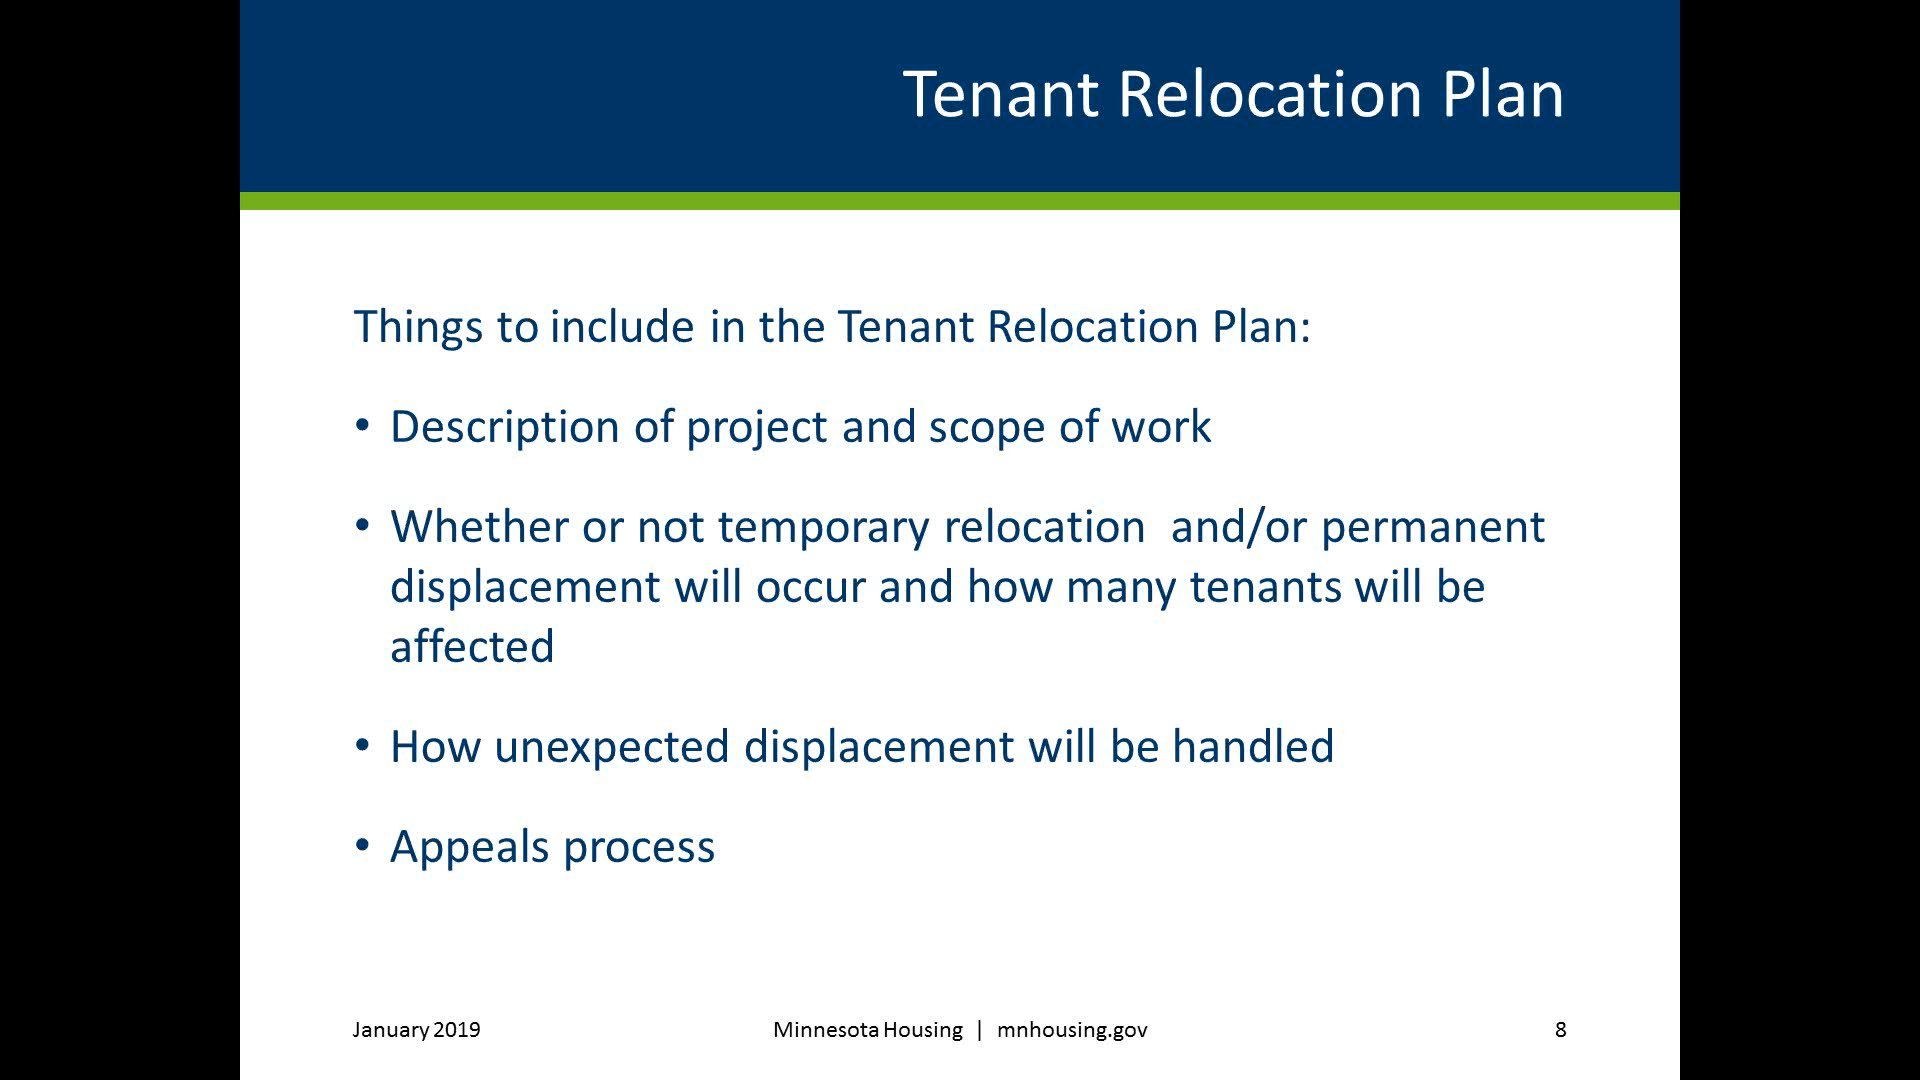 Tenant Relocation Plan
Things to include in the Tenant Relocation Plan:
• Description of project and scope of work
• Whether or not temporary relocation  and/or permanent
displacement will occur and how many tenants will be
affected
• How unexpected displacement will be handled
• Appeals process
January 2019
Minnesota Housing | mnhousing.gov
8